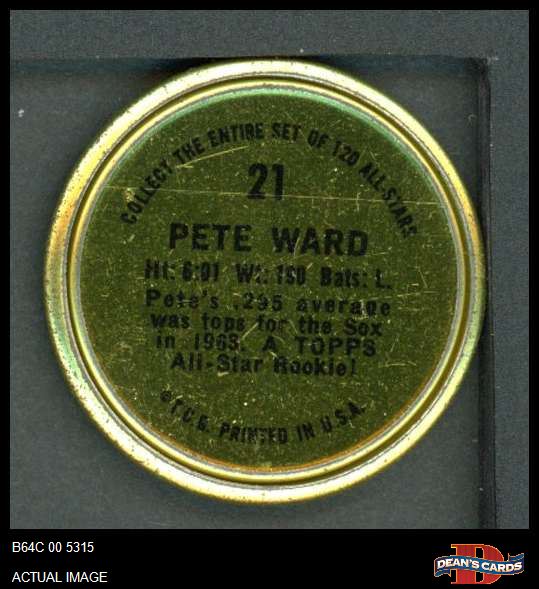 COLLECT THE ENTIRE SET OF 120 ALL-STARS
21
PETE WARD
Ht: 6:01 Wt: 190 Bats: L.
Pete's .295 average
was tops for the Sox
in 1963. A TOPPS
All-Star Rookie!
© T.C.G. PRINTED IN U.S.A.
B64C 00 5315
ACTUAL IMAGE
B
DEAN'S CARDS